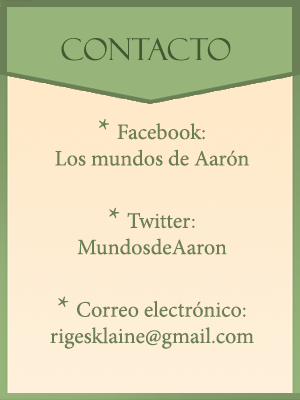 CONTACTO
* Facebook:
Los mundos de Aarón
* Twitter:
MundosdeAaron
* Correo electrónico:
rigesklaine@gmail.com